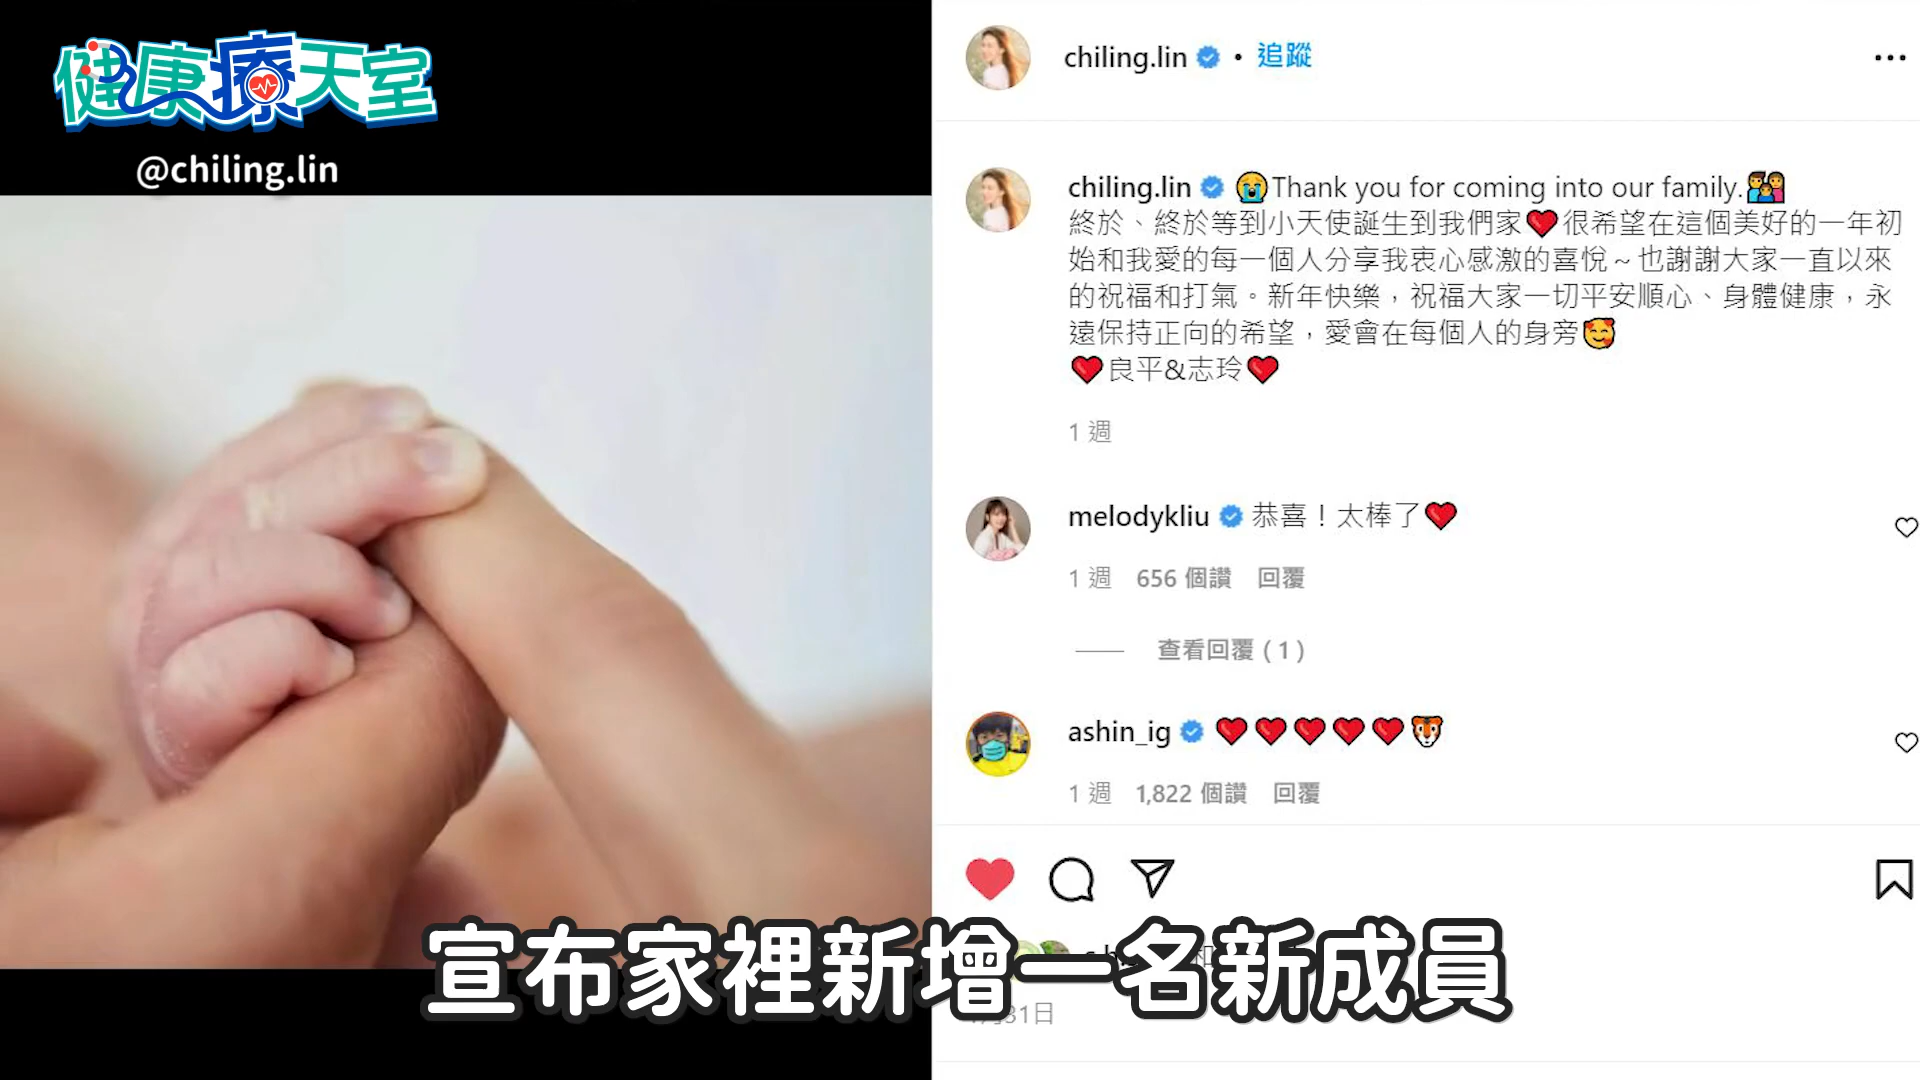 健康療天室
@chiling.lin
chiling.lin • 追蹤
chiling.lin 😭Thank you for coming into our family.👨‍👩‍👦
終於、終於等到小天使誕生到我們家❤️很希望在這個美好的一年初
始和我愛的每一個人分享我衷心感激的喜悅～也謝謝大家一直以來
的祝福和打氣。新年快樂，祝福大家一切平安順心、身體健康，永
遠保持正向的希望，愛會在每個人的身旁🥰
❤️良平&志玲❤️
1 週
melodykliu 恭喜！太棒了❤️
1 週 656 個讚 回覆
查看回覆 (1)
ashin_ig ❤️❤️❤️❤️❤️🐯
1 週 1,822 個讚 回覆
宣布家裡新增一名新成員
31日